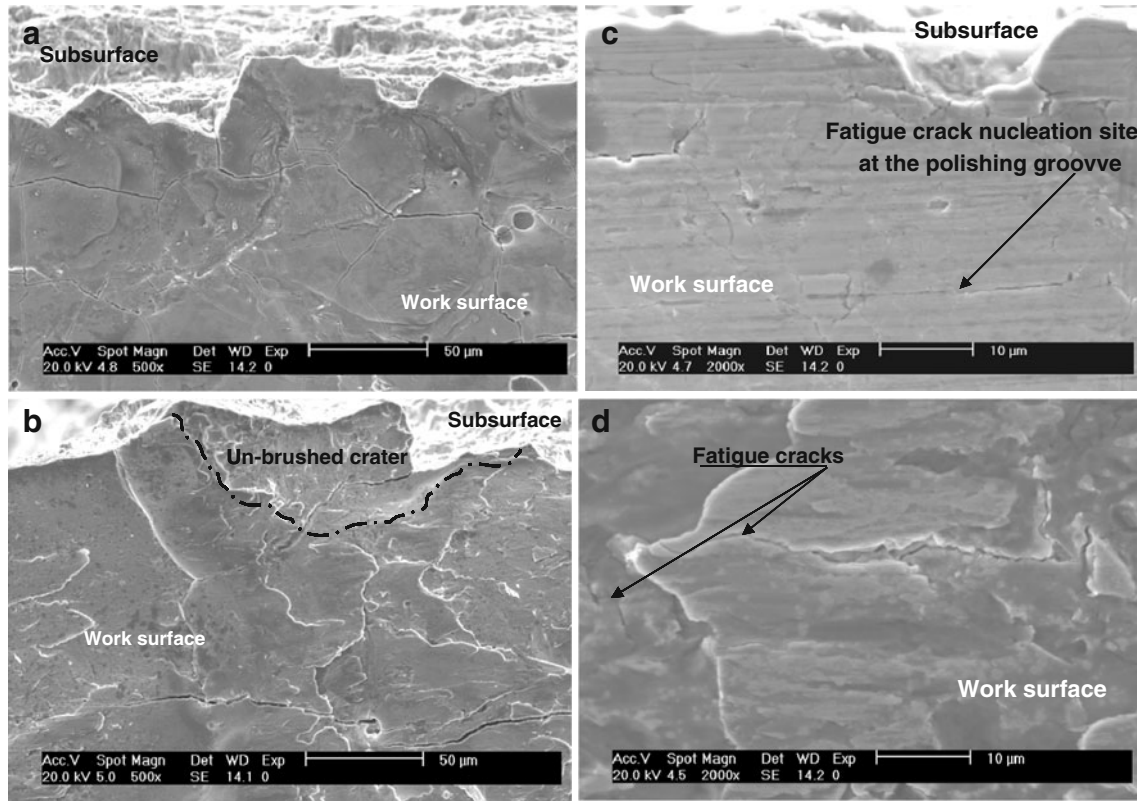 a
Subsurface
Work surface
Acc.V Spot Magn Det WD Exp 50 µm
20.0 kV 4.8 500x SE 14.2 0
c
Subsurface
Fatigue crack nucleation site
at the polishing groovve
Work surface
Acc.V Spot Magn Det WD Exp 10 µm
20.0 kV 4.7 2000x SE 14.2 0
b
Subsurface
Un-brushed crater
Work surface
Acc.V Spot Magn Det WD Exp 50 µm
20.0 kV 5.0 500x SE 14.1 0
d
Fatigue cracks
Work surface
Acc.V Spot Magn Det WD Exp 10 µm
20.0 kV 4.5 2000x SE 14.2 0